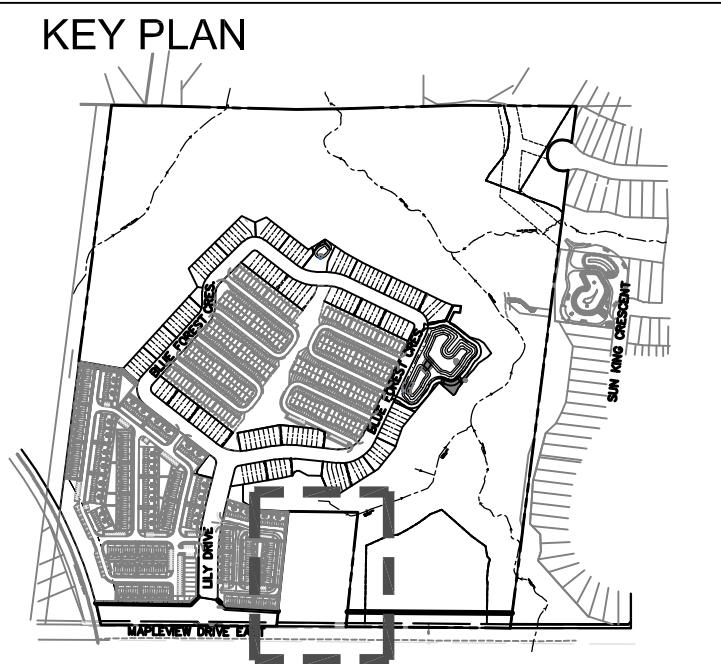 KEY PLAN
BLUE FOREST CRES.
BLUE FOREST CRES.
SUN KING CRESCENT
LILY DRIVE
MAPLEVIEW DRIVE EAST